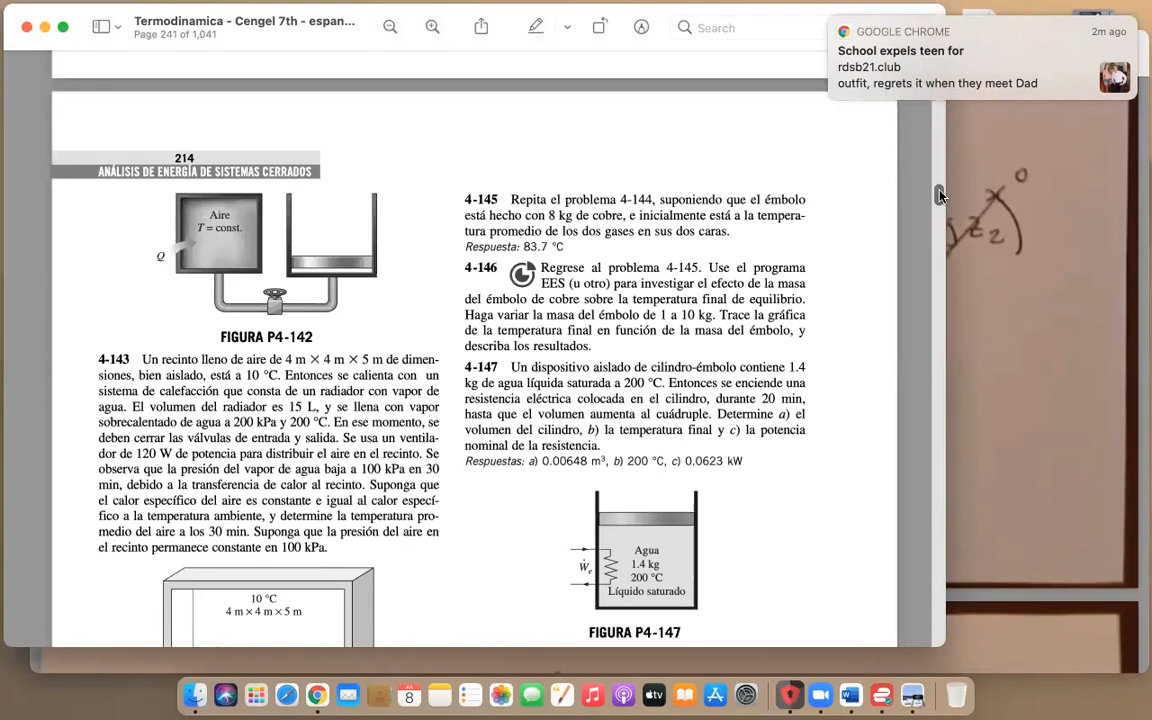 Termodinamica - Cengel 7th - espan...
Page 241 of 1,041
Search
GOOGLE CHROME
2m ago
School expels teen for
rdsb21.club
outfit, regrets it when they meet Dad
214
ANÁLISIS DE ENERGÍA DE SISTEMAS CERRADOS
Aire
T = const.
Q
FIGURA P4-142
4-143 Un recinto lleno de aire de 4 m × 4 m × 5 m de dimen-
siones, bien aislado, está a 10 °C. Entonces se calienta con un
sistema de calefacción que consta de un radiador con vapor de
agua. El volumen del radiador es 15 L, y se llena con vapor
sobrecalentado de agua a 200 kPa y 200 °C. En ese momento, se
deben cerrar las válvulas de entrada y salida. Se usa un ventila-
dor de 120 W de potencia para distribuir el aire en el recinto. Se
observa que la presión del vapor de agua baja a 100 kPa en 30
min, debido a la transferencia de calor al recinto. Suponga que
el calor específico del aire es constante e igual al calor especí-
fico a la temperatura ambiente, y determine la temperatura pro-
medio del aire a los 30 min. Suponga que la presión del aire en
el recinto permanece constante en 100 kPa.
10 °C
4 m × 4 m × 5 m
4-145 Repita el problema 4-144, suponiendo que el émbolo
está hecho con 8 kg de cobre, e inicialmente está a la tempera-
tura promedio de los dos gases en sus dos caras.
Respuesta: 83.7 °C
4-146 Regrese al problema 4-145. Use el programa
EES (u otro) para investigar el efecto de la masa
del émbolo de cobre sobre la temperatura final de equilibrio.
Haga variar la masa del émbolo de 1 a 10 kg. Trace la gráfica
de la temperatura final en función de la masa del émbolo, y
describa los resultados.
4-147 Un dispositivo aislado de cilindro-émbolo contiene 1.4
kg de agua líquida saturada a 200 °C. Entonces se enciende una
resistencia eléctrica colocada en el cilindro, durante 20 min,
hasta que el volumen aumenta al cuádruple. Determine a) el
volumen del cilindro, b) la temperatura final y c) la potencia
nominal de la resistencia.
Respuestas: a) 0.00648 m³, b) 200 °C, c) 0.0623 kW
Ẇe
Agua
1.4 kg
200 °C
Líquido saturado
FIGURA P4-147
8
tv